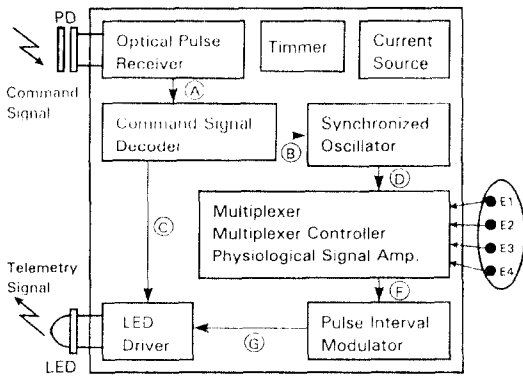 PD
Optical Pulse
Receiver
Timmer
Current
Source
Command
Signal
A
Command Signal
Decoder
B
Synchronized
Oscillator
D
C
Multiplexer
Multiplexer Controller
Physiological Signal Amp.
E1
E2
E3
E4
Telemetry
Signal
F
LED
Driver
G
Pulse Interval
Modulator
LED